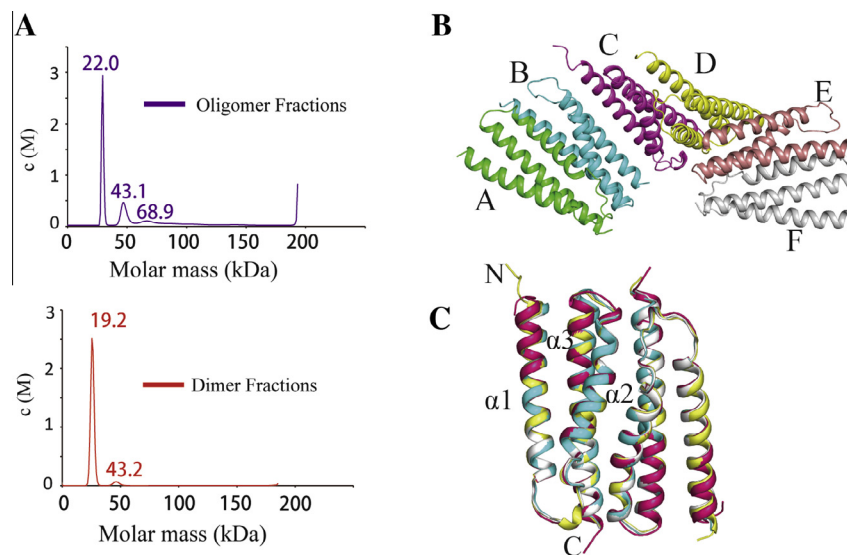 A
c (M)
3
2
1
0
22.0
43.1
68.9
Oligomer Fractions
0 50 100 150 200
Molar mass (kDa)
c (M)
3
2
1
0
19.2
43.2
Dimer Fractions
0 50 100 150 200
Molar mass (kDa)
B
A
B
C
D
E
F
C
N
α1
α3
α2
C